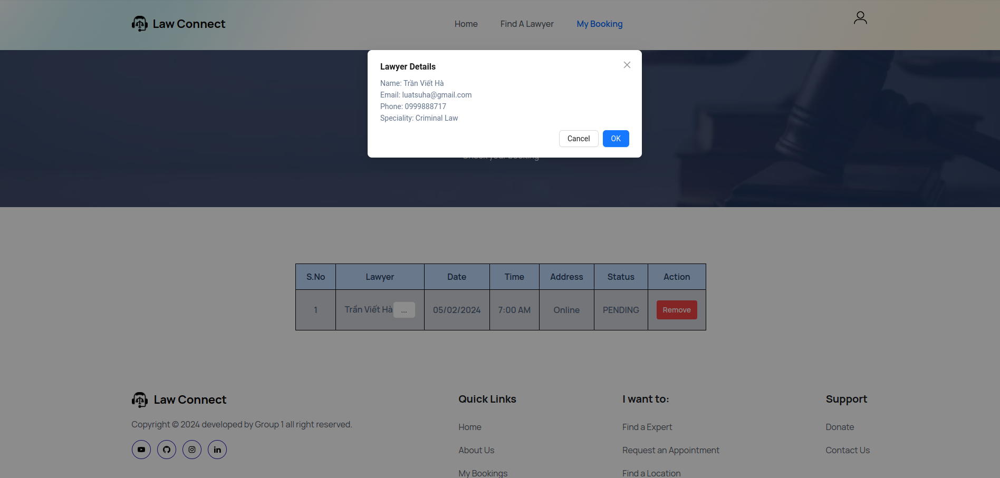 Law Connect
Home Find A Lawyer My Booking
Lawyer Details
Name: Trần Viết Hà
Email: luatsuha@gmail.com
Phone: 0999888717
Speciality: Criminal Law
Cancel OK
Check your booking
S.No Lawyer Date Time Address Status Action
1 Trần Viết Hà ... 05/02/2024 7:00 AM Online PENDING Remove
Law Connect
Copyright © 2024 developed by Group 1 all right reserved.
Quick Links
Home
About Us
My Bookings
I want to:
Find a Expert
Request an Appointment
Find a Location
Support
Donate
Contact Us